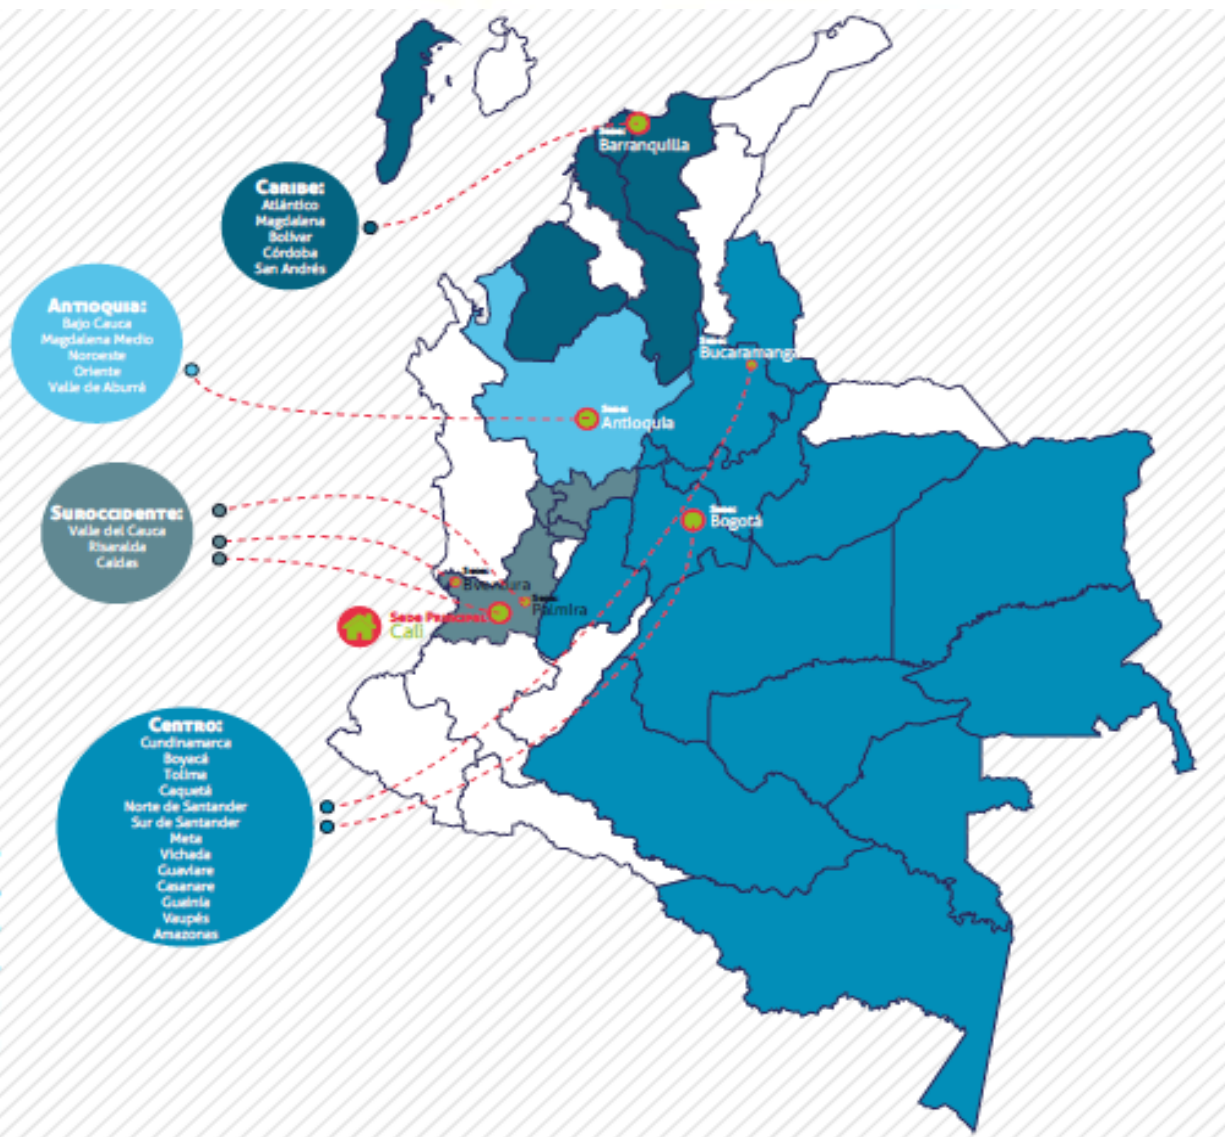 Caribe:
Atlántico
Magdalena
Bolívar
Córdoba
San Andrés
Sede:
Barranquilla
Antioquia:
Bajo Cauca
Magdalena Medio
Noroeste
Oriente
Valle de Aburrá
Sede:
Bucaramanga
Sede:
Antioquia
Suroccidente:
Valle del Cauca
Risaralda
Caldas
Sede:
Bogotá
Sede:
Bventura
Sede:
Palmira
Sede Principal
Cali
Centro:
Cundinamarca
Boyacá
Tolima
Caquetá
Norte de Santander
Sur de Santander
Meta
Vichada
Guaviare
Casanare
Guainía
Vaupés
Amazonas